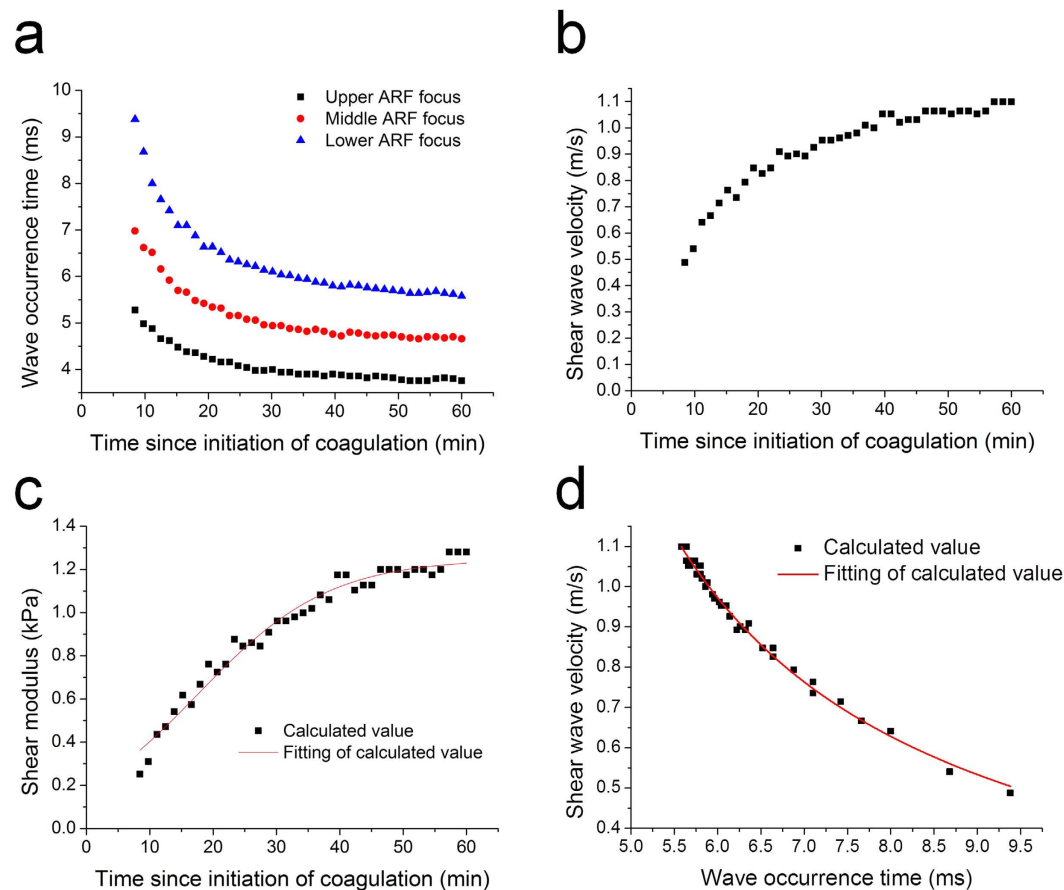 a
Wave occurrence time (ms)
10
9
8
7
6
5
4
Upper ARF focus
Middle ARF focus
Lower ARF focus
0 10 20 30 40 50 60
Time since initiation of coagulation (min)
b
Shear wave velocity (m/s)
1.1
1.0
0.9
0.8
0.7
0.6
0.5
0.4
0.3
0.2
0.1
0.0
0 10 20 30 40 50 60
Time since initiation of coagulation (min)
c
Shear modulus (kPa)
1.4
1.2
1.0
0.8
0.6
0.4
0.2
0.0
Calculated value
Fitting of calculated value
0 10 20 30 40 50 60
Time since initiation of coagulation (min)
d
Shear wave velocity (m/s)
1.1
1.0
0.9
0.8
0.7
0.6
0.5
0.4
Calculated value
Fitting of calculated value
5.0 5.5 6.0 6.5 7.0 7.5 8.0 8.5 9.0 9.5
Wave occurrence time (ms)